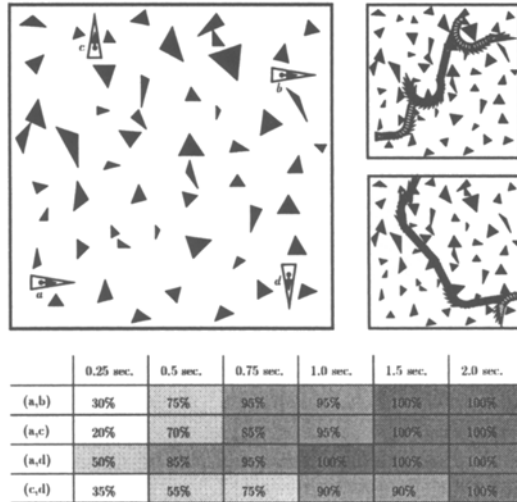 c
b
a
d
0.25 sec. 0.5 sec. 0.75 sec. 1.0 sec. 1.5 sec. 2.0 sec.
(a,b) 30% 75% 95% 95% 100% 100%
(a,c) 20% 70% 85% 95% 100% 100%
(a,d) 50% 85% 95% 100% 100% 100%
(c,d) 35% 55% 75% 90% 90% 100%